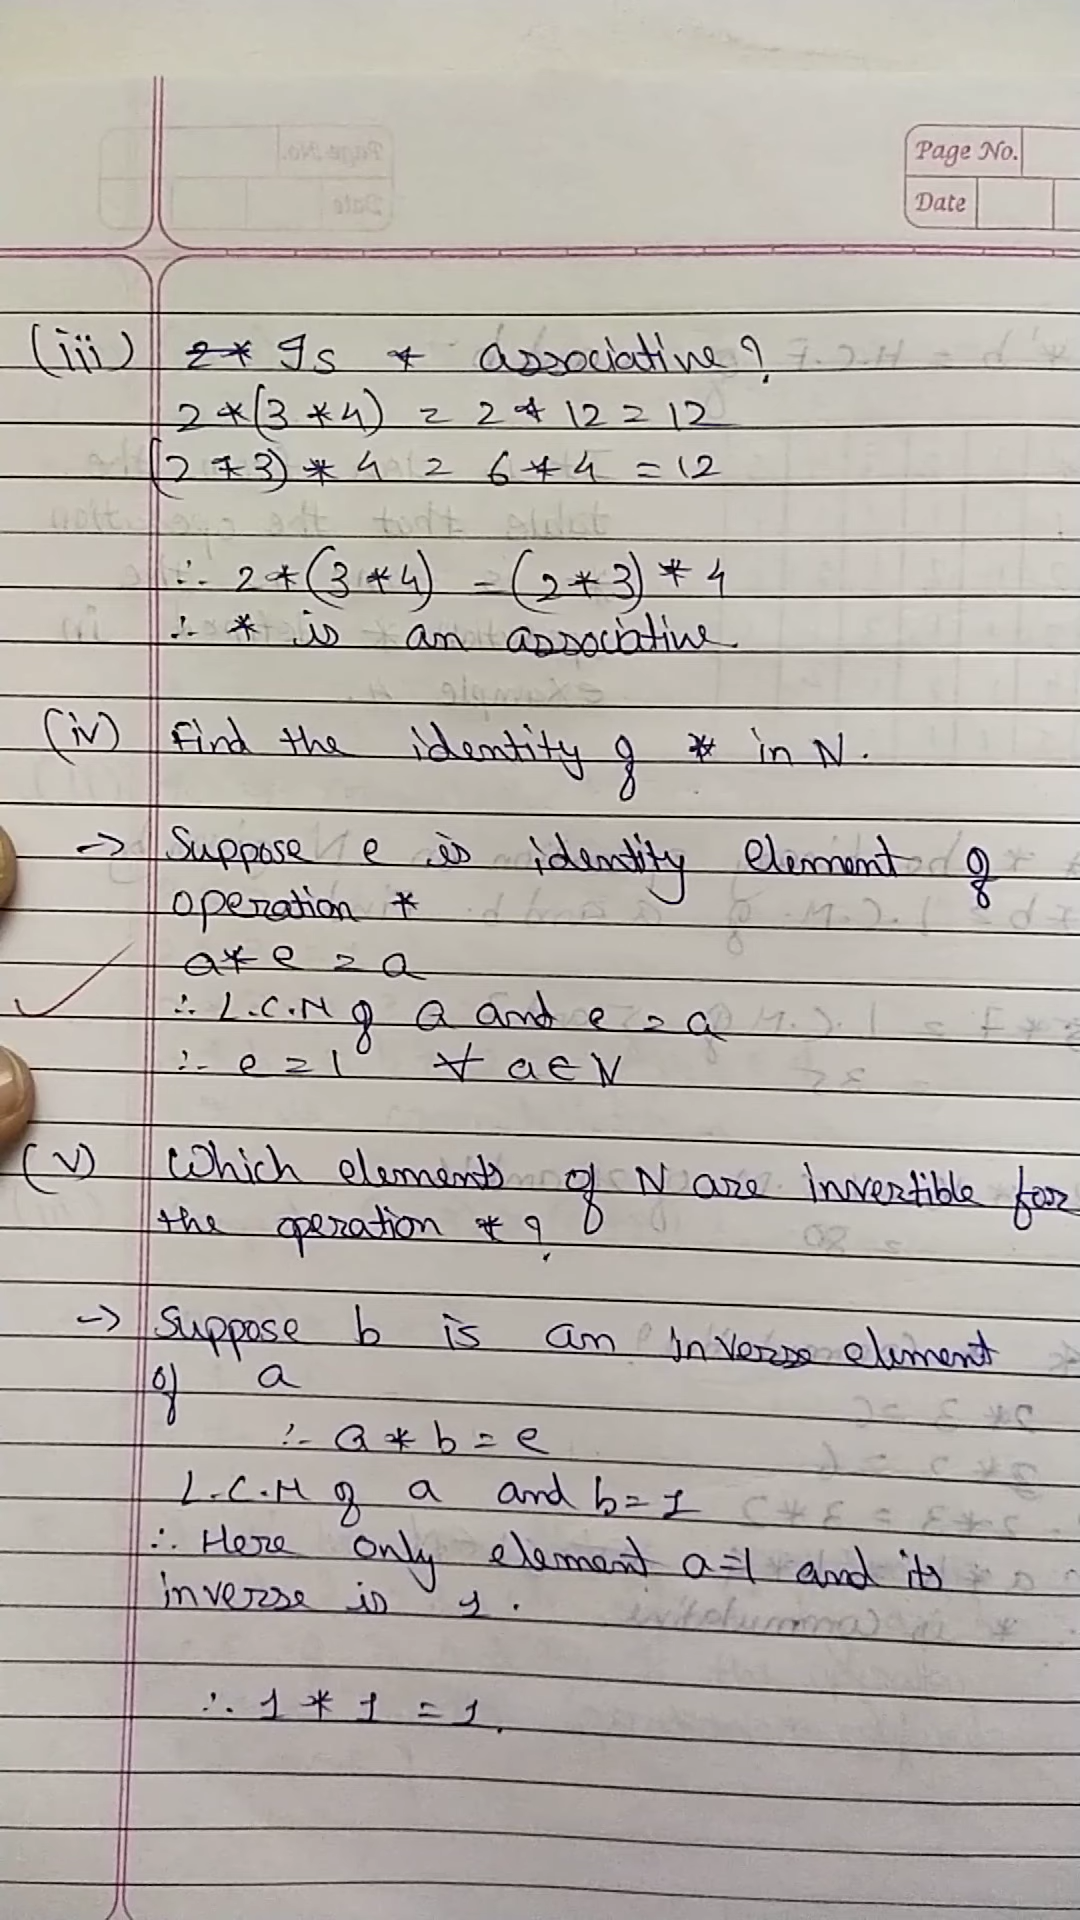 Page No.
Date
(iii) Is * associative?
2*(3*4) = 2*12 = 12
(2*3)*4 = 6*4 = 12
∴ 2*(3*4) = (2*3)*4
∴ * is an associative
(iv) Find the identity of * in N.
→ Suppose e is identity element of
operation *
a*e = a
∴ L.C.M of a and e = a
∴ e = 1 ∀ a∈N
(v) Which elements of N are invertible for
the operation *?
→ Suppose b is an inverse element
of a
∴ a*b = e
L.C.M of a and b = 1
∴ Here only element a=1 and its
inverse is 1.
∴ 1*1 = 1.